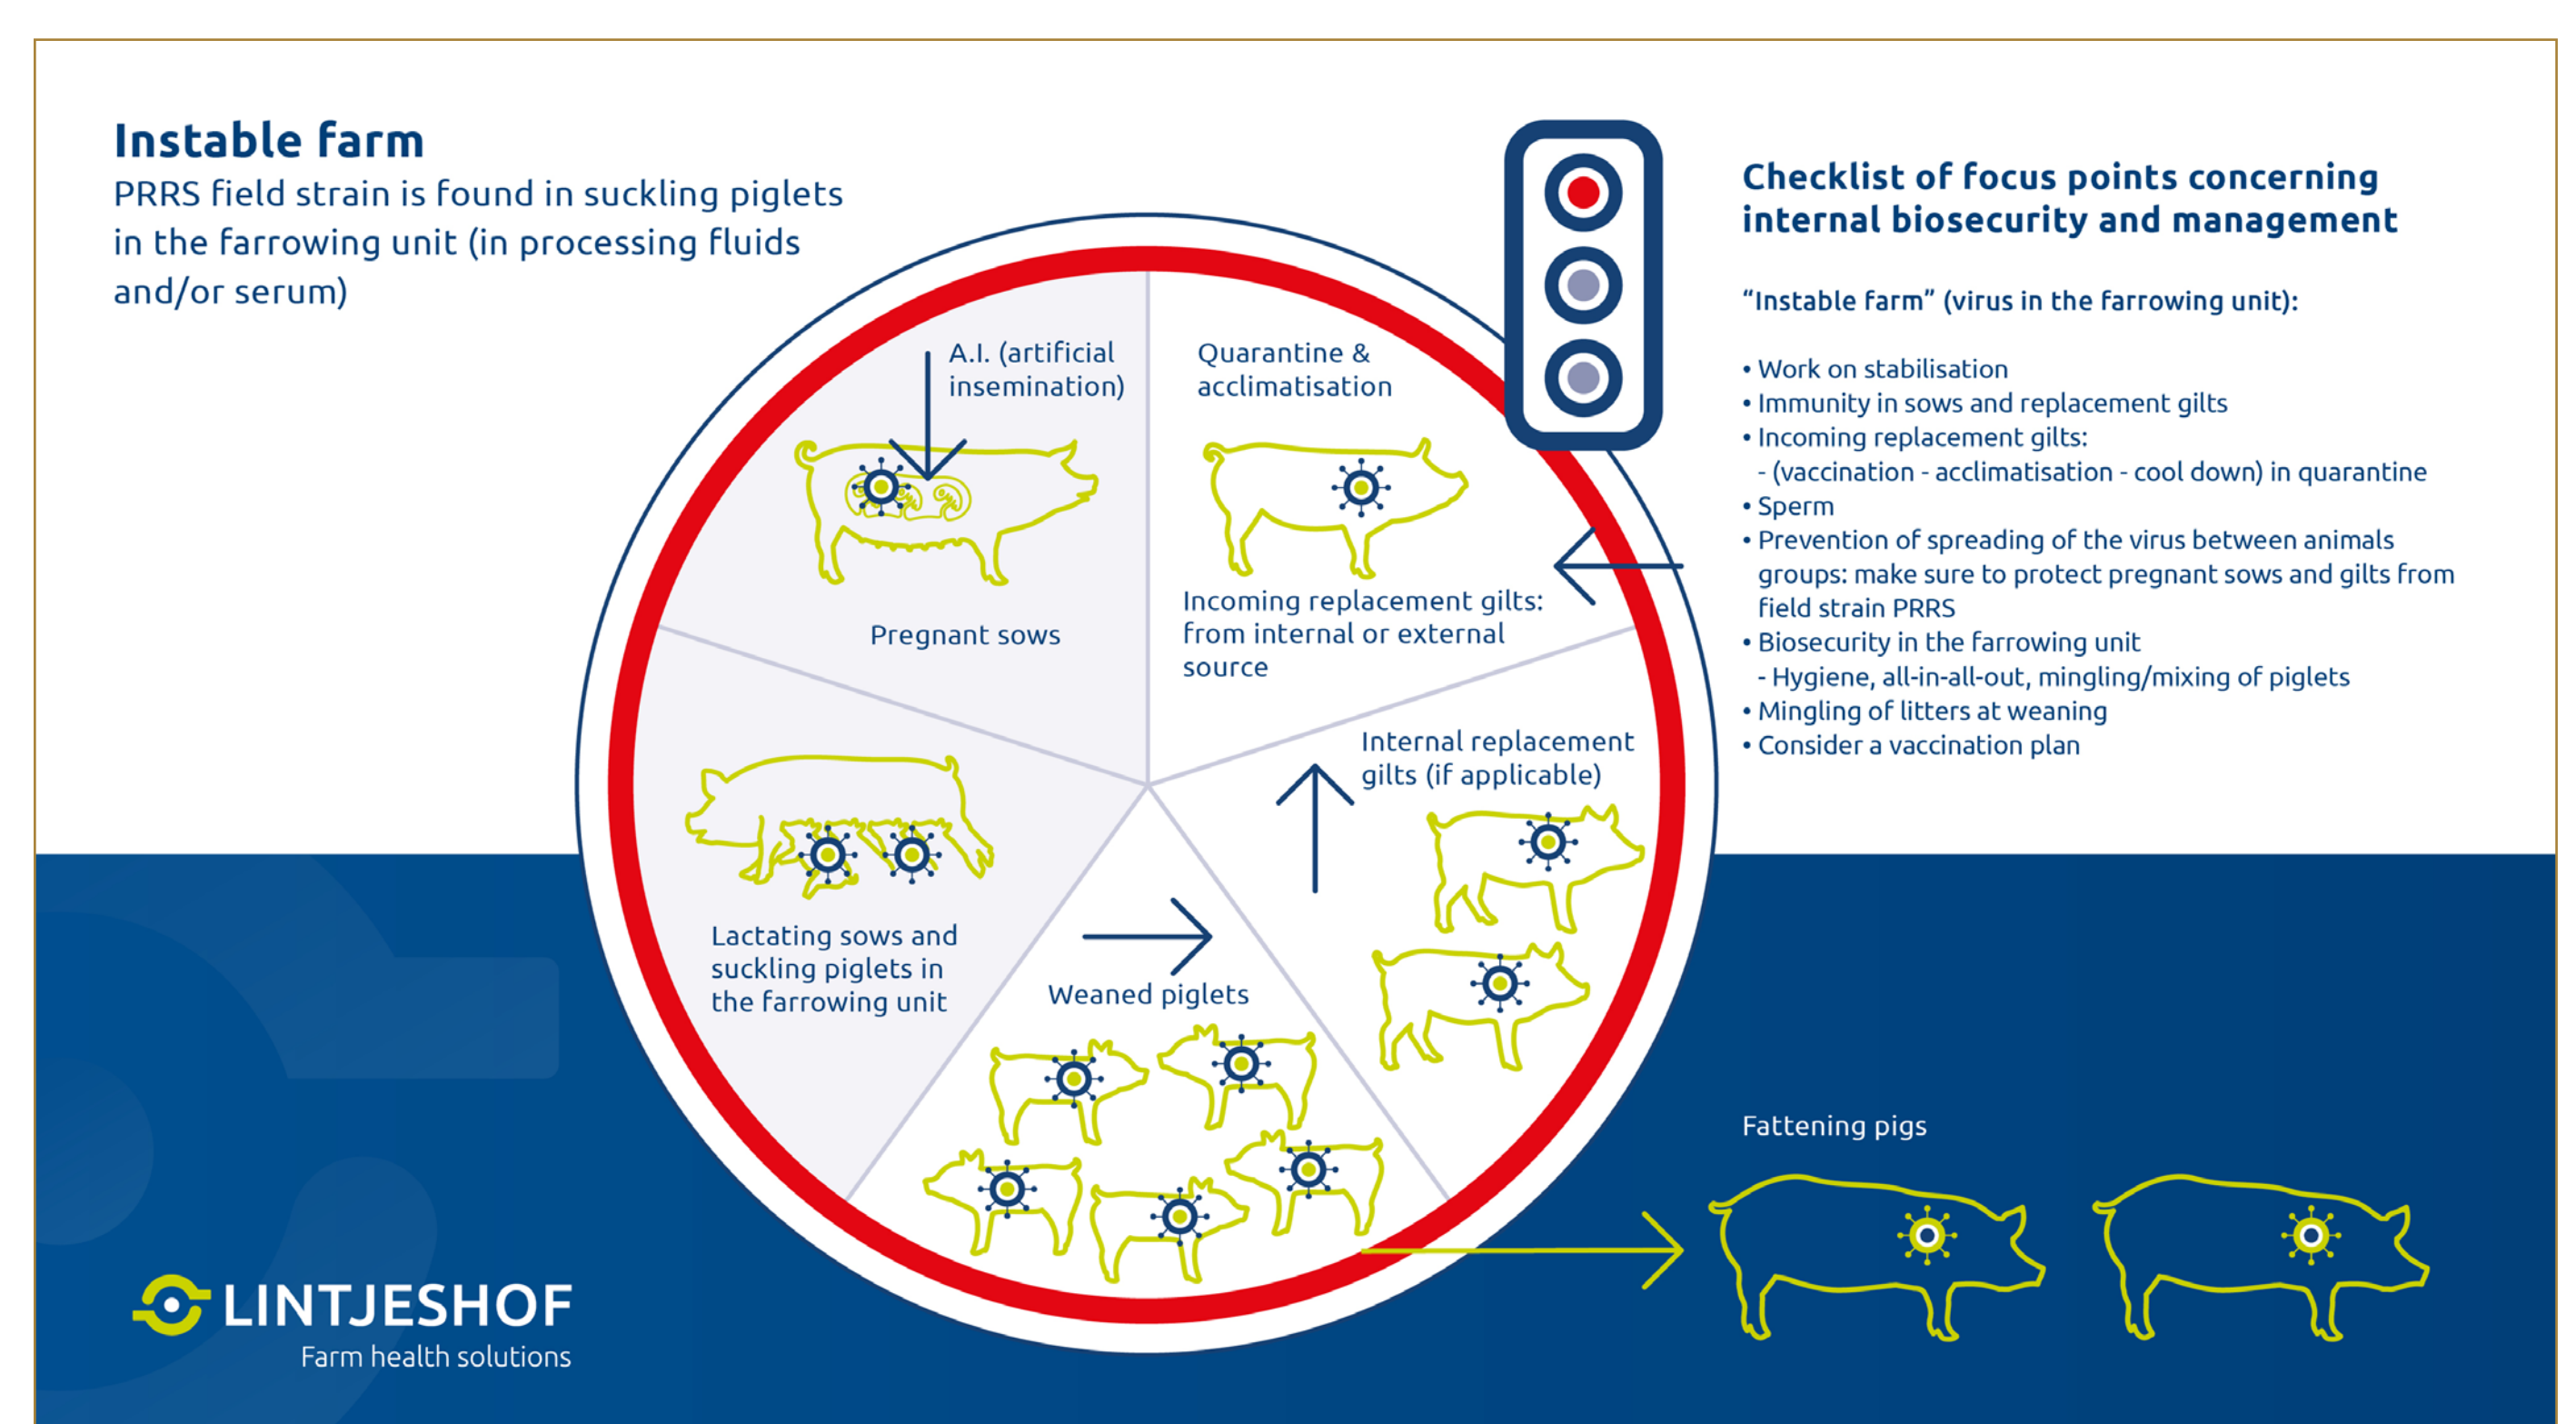 Instable farm
PRRS field strain is found in suckling piglets
in the farrowing unit (in processing fluids
and/or serum)
Checklist of focus points concerning
internal biosecurity and management
“Instable farm” (virus in the farrowing unit):
• Work on stabilisation
• Immunity in sows and replacement gilts
• Incoming replacement gilts:
- (vaccination - acclimatisation - cool down) in quarantine
• Sperm
• Prevention of spreading of the virus between animals
groups: make sure to protect pregnant sows and gilts from
field strain PRRS
• Biosecurity in the farrowing unit
- Hygiene, all-in-all-out, mingling/mixing of piglets
• Mingling of litters at weaning
• Consider a vaccination plan
A.I. (artificial
insemination)
Pregnant sows
Quarantine &
acclimatisation
Incoming replacement gilts:
from internal or external
source
Internal replacement
gilts (if applicable)
Lactating sows and
suckling piglets in
the farrowing unit
Weaned piglets
Fattening pigs
LINTJESHOF
Farm health solutions